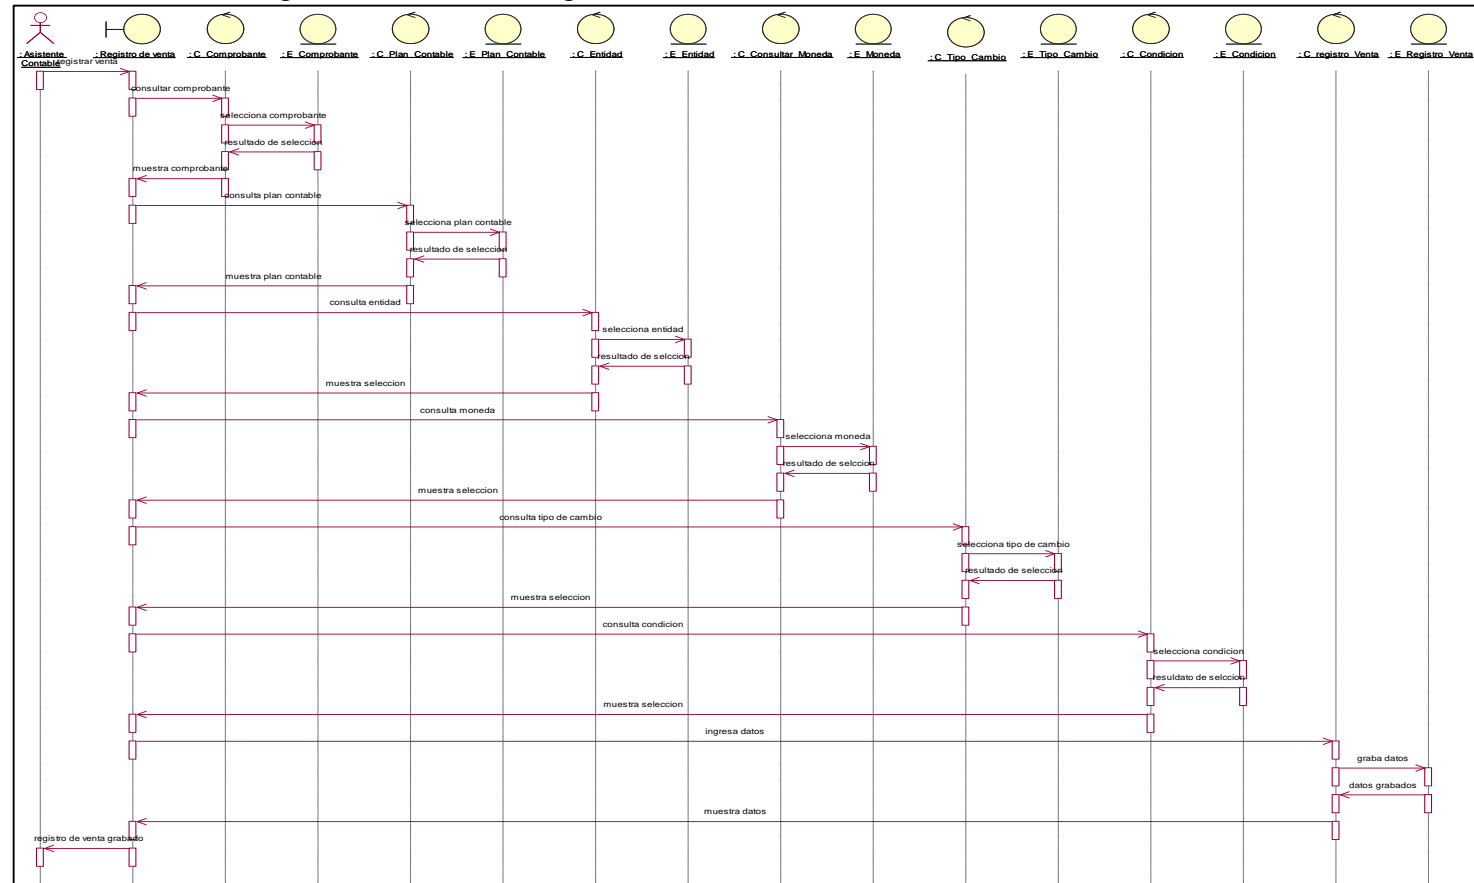 : Asistente Contable
: Registro de venta
: C_Comprobante
: E_Comprobante
: C_Plan_Contable
: E_Plan_Contable
: C_Entidad
: E_Entidad
: C_Consultar_Moneda
: E_Moneda
: C_Tipo_Cambio
: E_Tipo_Cambio
: C_Condicion
: E_Condicion
: C_registro_Venta
: E_Registro_Venta
registrar venta
consultar comprobante
selecciona comprobante
resultado de seleccion
muestra comprobante
consulta plan contable
selecciona plan contable
resultado de seleccion
muestra plan contable
consulta entidad
selecciona entidad
resultado de selccion
muestra seleccion
consulta moneda
selecciona moneda
resultado de selccion
muestra seleccion
consulta tipo de cambio
selecciona tipo de cambio
resultado de seleccion
muestra seleccion
consulta condicion
selecciona condicion
resuldato de selccion
muestra seleccion
ingresa datos
graba datos
datos grabados
muestra datos
registro de venta grabado